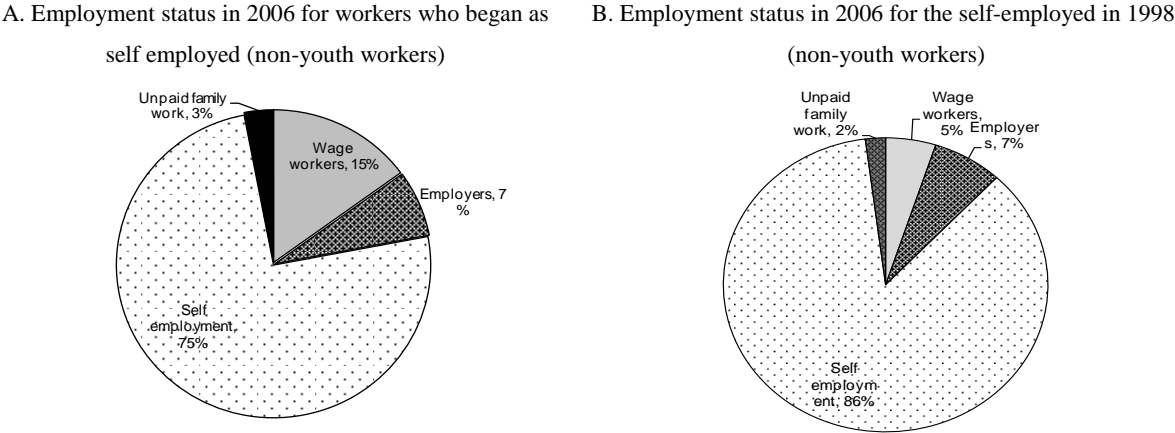 A. Employment status in 2006 for workers who began as
self employed (non-youth workers)
Unpaid family
work, 3%
Wage
workers, 15%
Employers, 7
%
Self
employment,
75%
B. Employment status in 2006 for the self-employed in 1998
(non-youth workers)
Unpaid
family
work, 2%
Wage
workers,
5%
Employer
s, 7%
Self
employm
ent, 86%